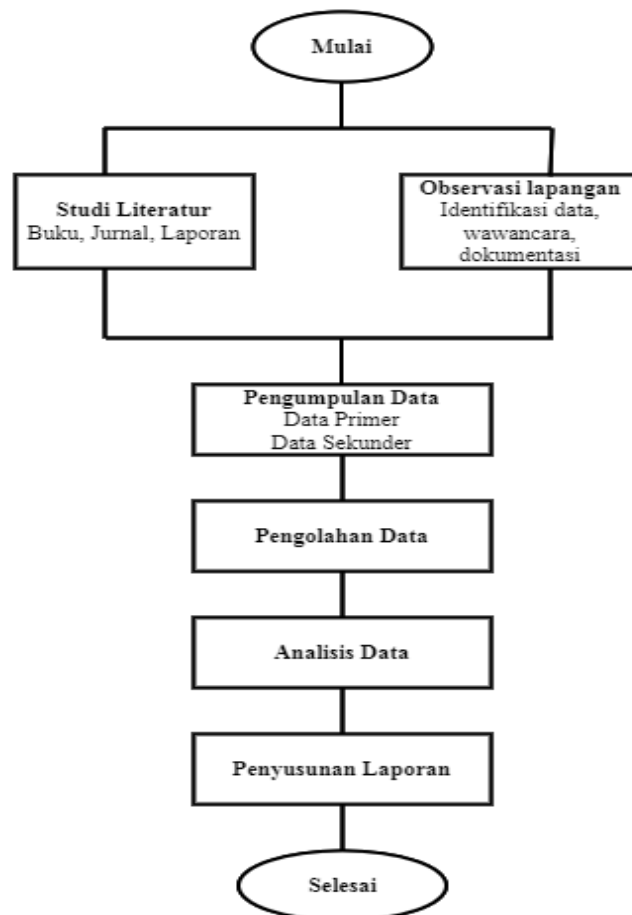 Mulai
Studi Literatur
Buku, Jurnal, Laporan
Observasi lapangan
Identifikasi data,
wawancara,
dokumentasi
Pengumpulan Data
Data Primer
Data Sekunder
Pengolahan Data
Analisis Data
Penyusunan Laporan
Selesai